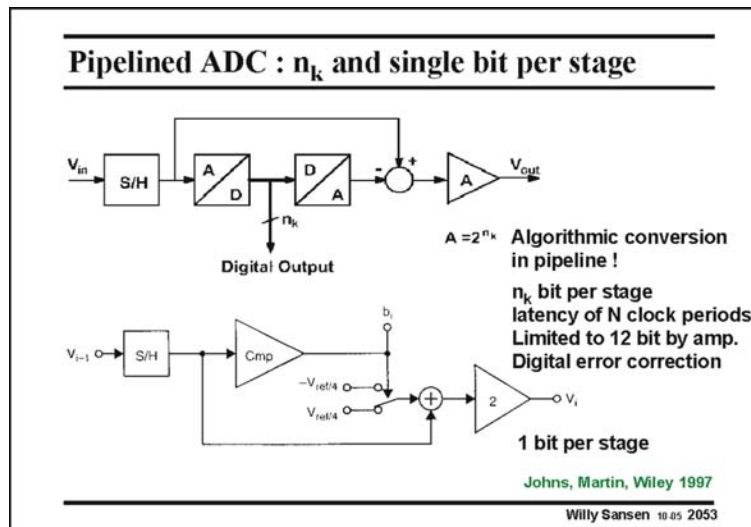 Pipelined ADC : nk and single bit per stage
Vin
S/H
A
D
D
A
-
+
A
Vout
nk
Digital Output
A =2^nk Algorithmic conversion
in pipeline !
nk bit per stage
latency of N clock periods
Limited to 12 bit by amp.
Digital error correction
bi
Vi–1
S/H
Cmp
–Vref/4
Vref/4
+
2
Vi
1 bit per stage
Johns, Martin, Wiley 1997
Willy Sansen 10-05 2053